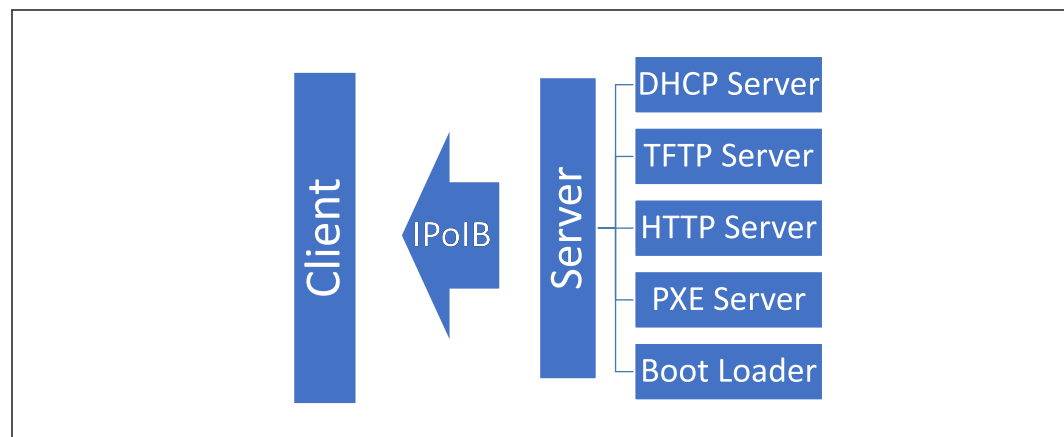 Client
IPoIB
Server
DHCP Server
TFTP Server
HTTP Server
PXE Server
Boot Loader